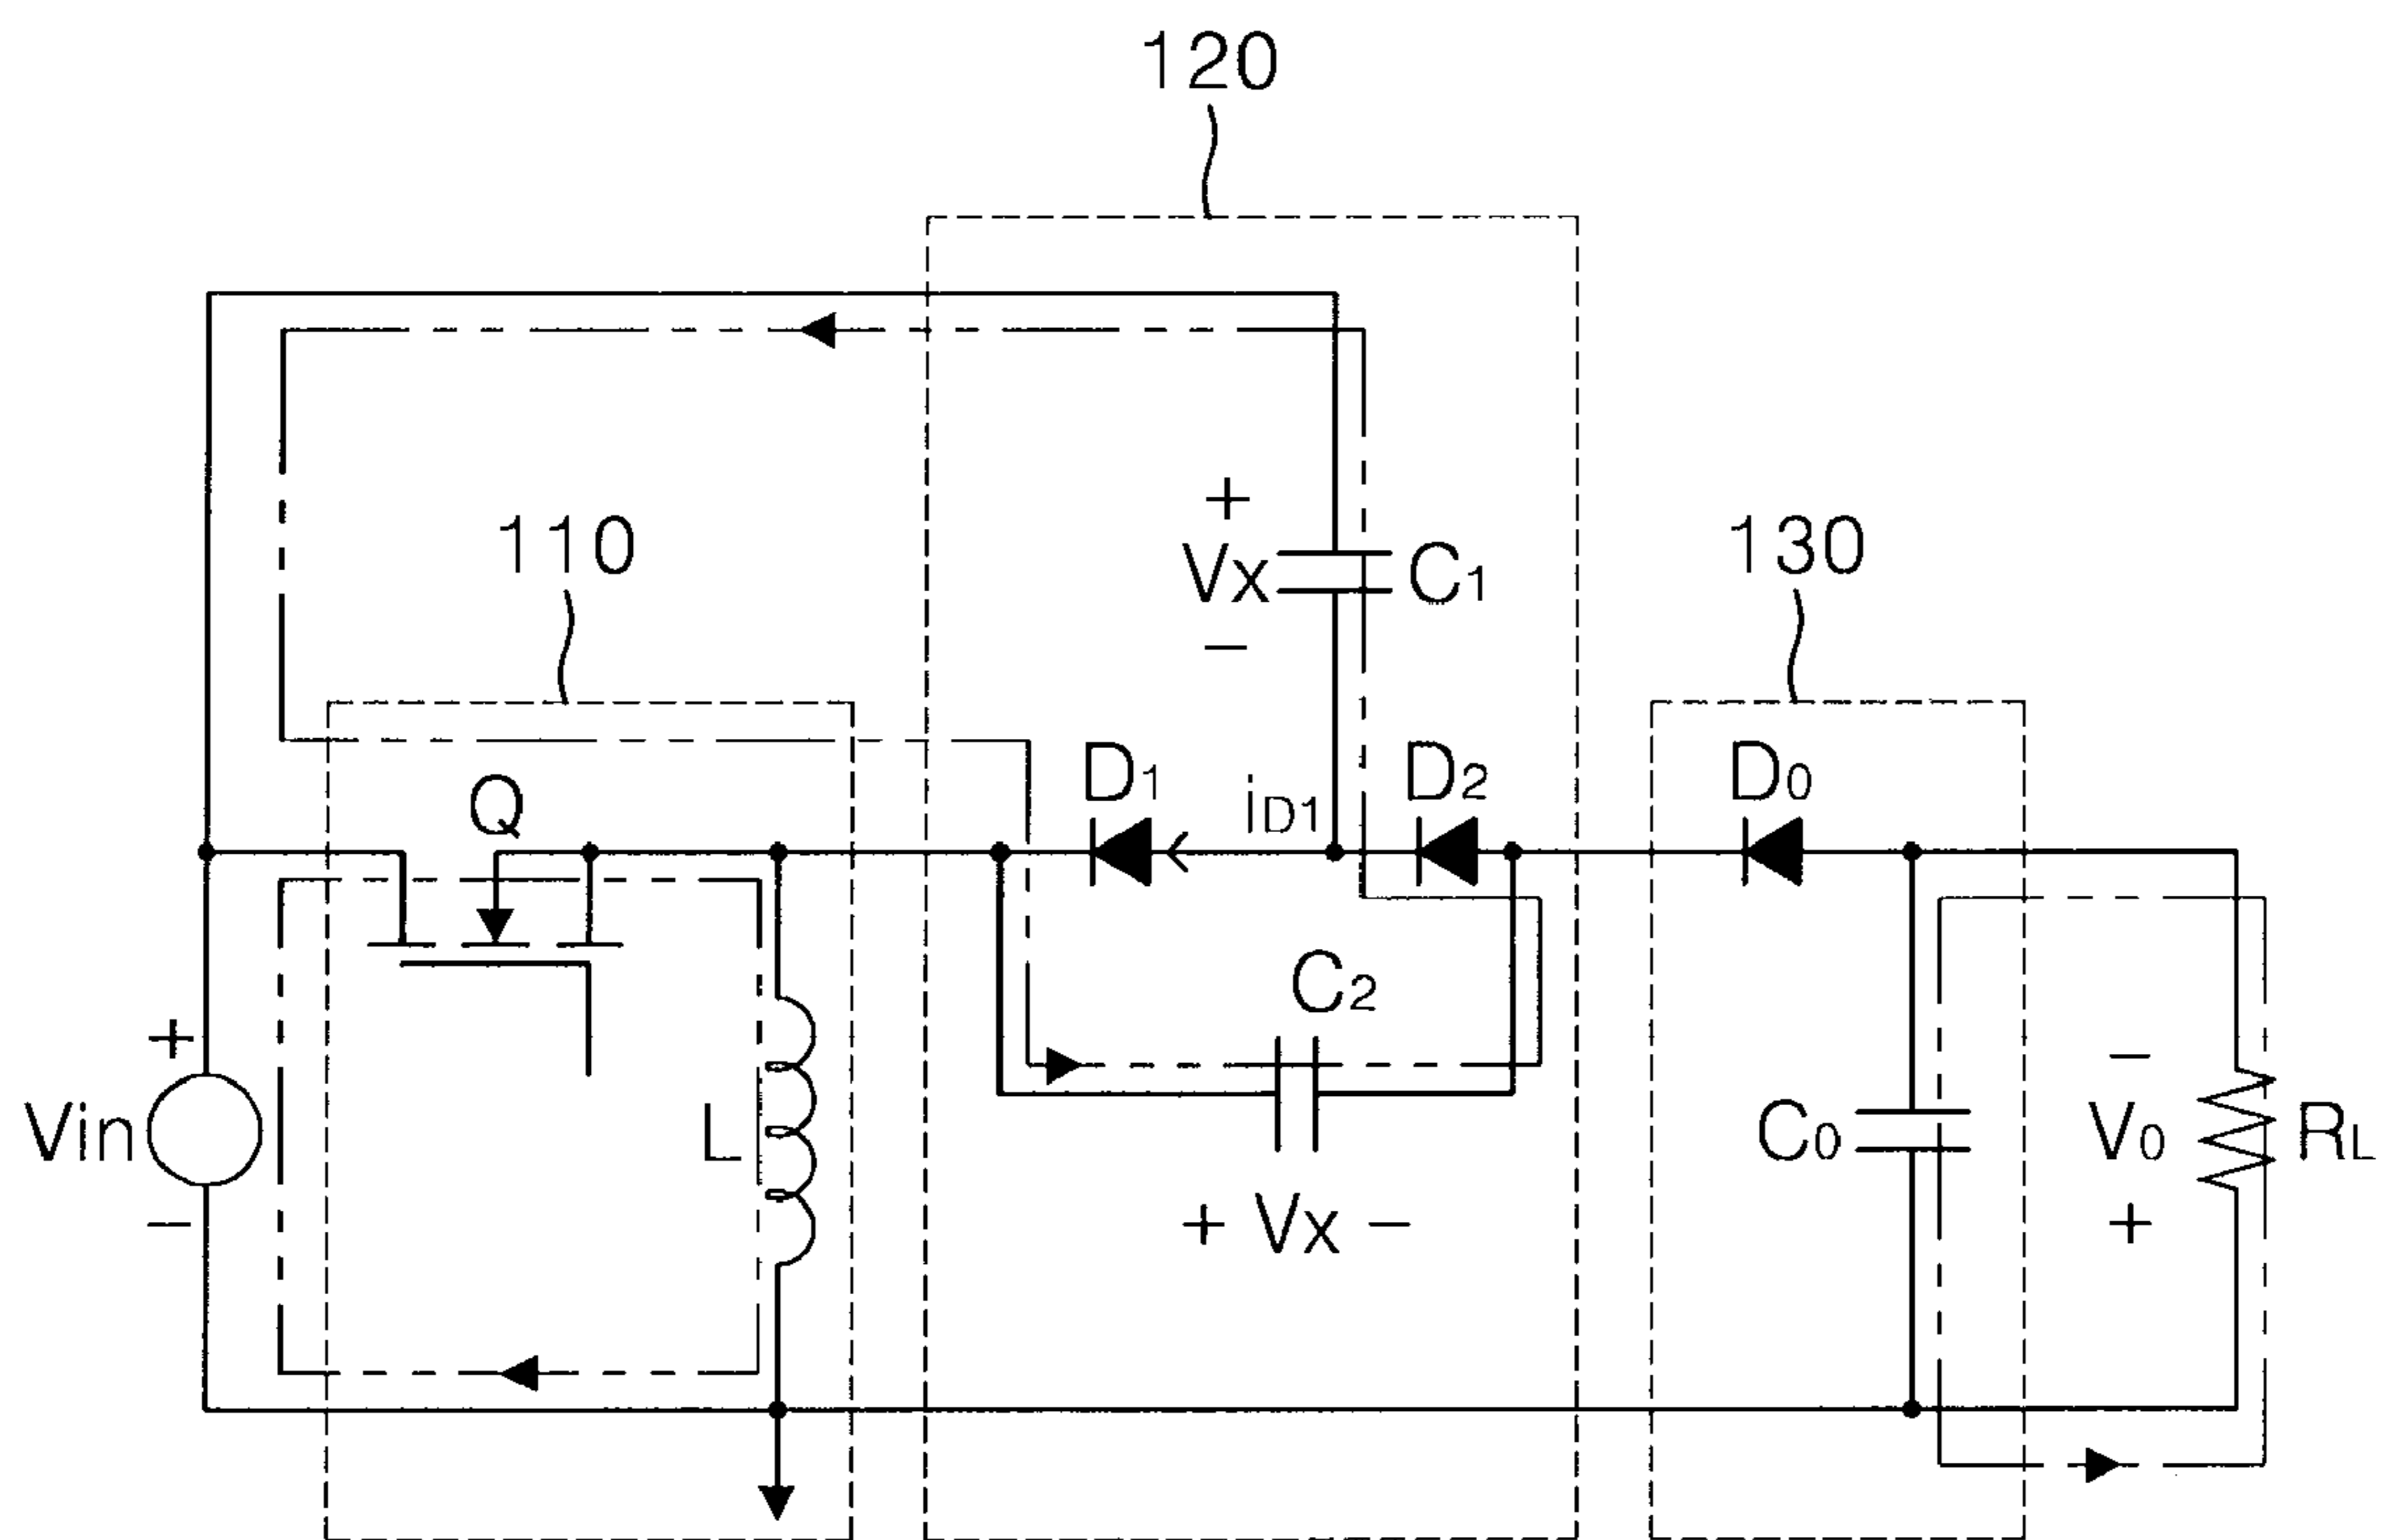 120
+
Vx C1
−
110
130
Q
D1
iD1
D2
D0
C2
+
Vin
−
L
+ Vx −
C0
−
V0
+
RL